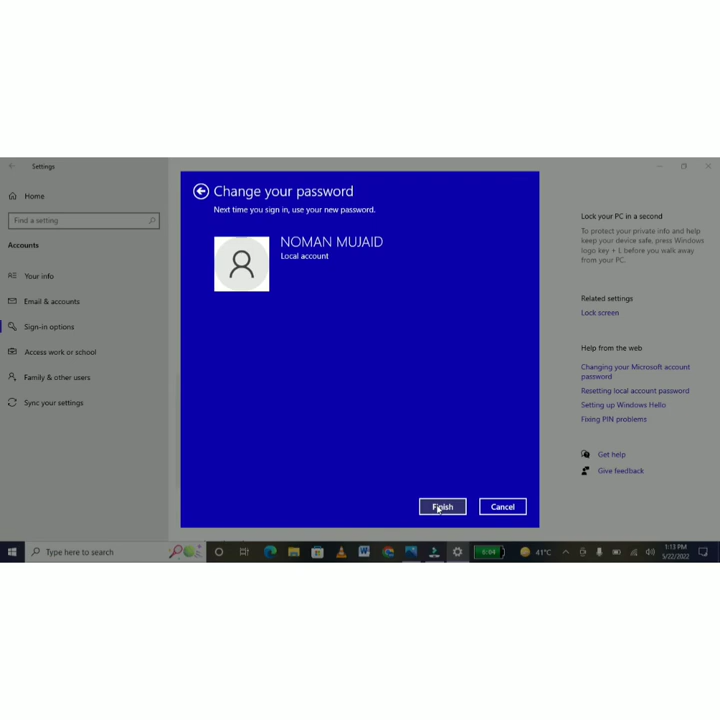 Settings
Home
Find a setting
Accounts
Your info
Email & accounts
Sign-in options
Access work or school
Family & other users
Sync your settings
Change your password
Next time you sign in, use your new password.
NOMAN MUJAID
Local account
Finish
Cancel
Lock your PC in a second
To protect your private info and help
keep your device safe, press Windows
logo key + L before you walk away
from your PC.
Related settings
Lock screen
Help from the web
Changing your Microsoft account
password
Resetting local account password
Setting up Windows Hello
Fixing PIN problems
Get help
Give feedback
Type here to search
6:04
41°C
1:13 PM
5/22/2022